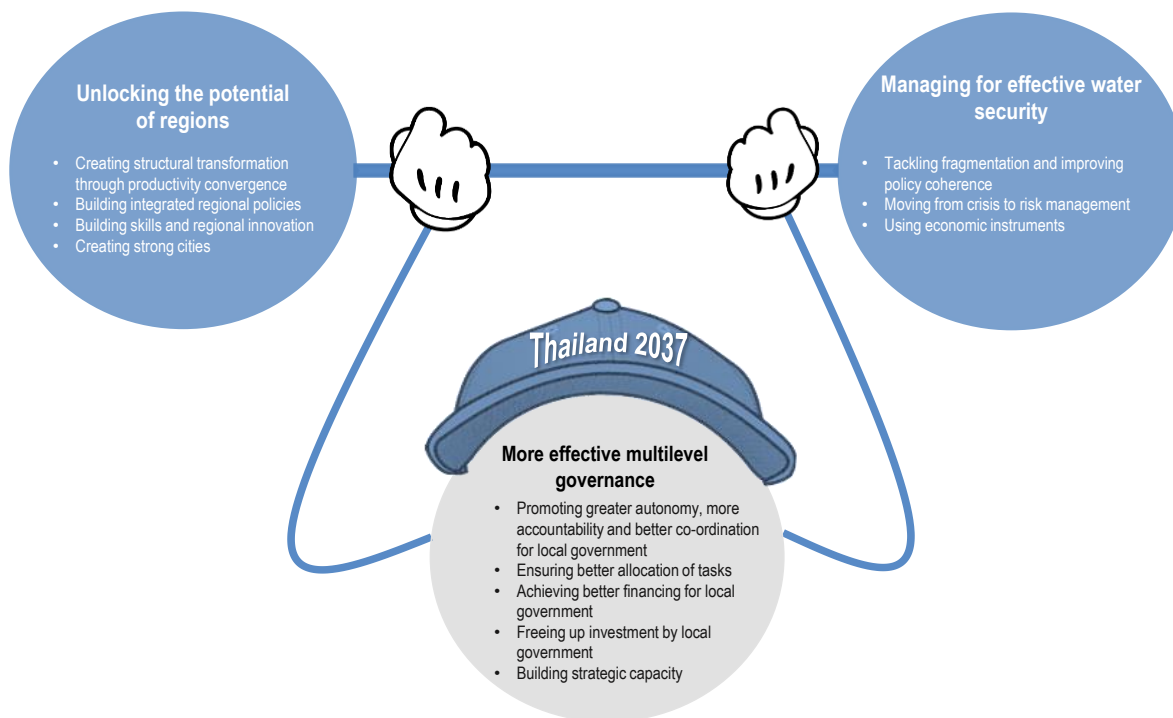 Unlocking the potential
of regions
• Creating structural transformation
through productivity convergence
• Building integrated regional policies
• Building skills and regional innovation
• Creating strong cities
Managing for effective water
security
• Tackling fragmentation and improving
policy coherence
• Moving from crisis to risk management
• Using economic instruments
Thailand 2037
More effective multilevel
governance
• Promoting greater autonomy, more
accountability and better co-ordination
for local government
• Ensuring better allocation of tasks
• Achieving better financing for local
government
• Freeing up investment by local
government
• Building strategic capacity